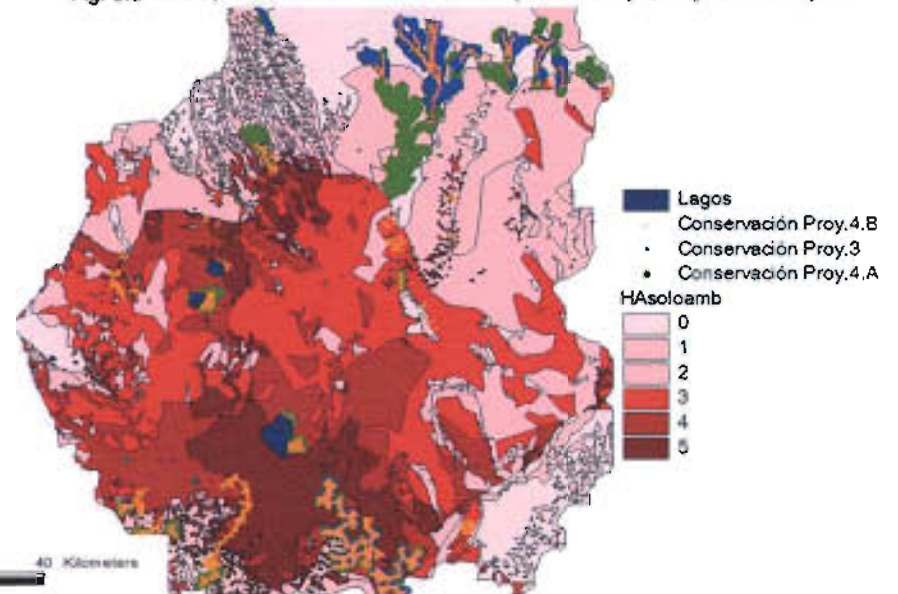 Lagos
Conservación Proy.4.B
Conservación Proy.3
Conservación Proy.4.A
HAsoloamb
0
1
2
3
4
5
40 Kilometers